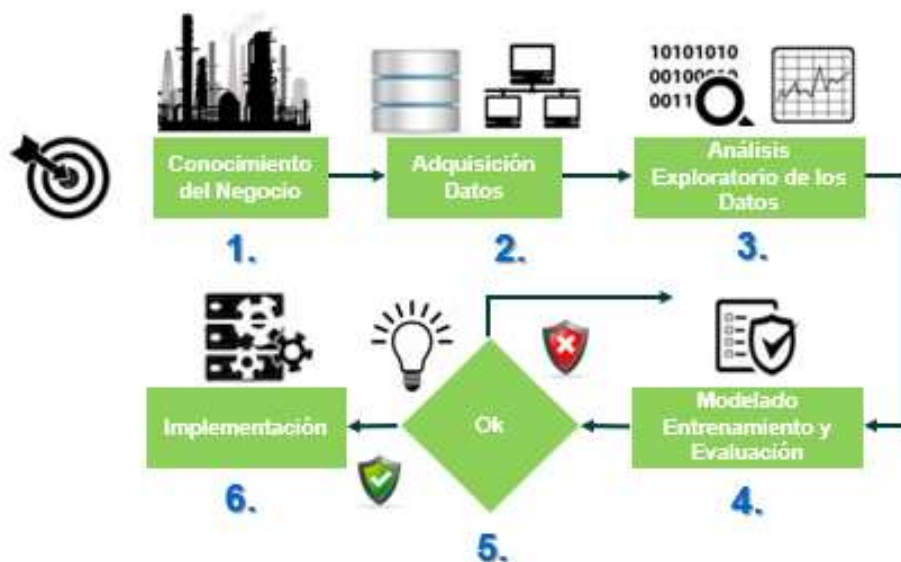 10101010
00100010
0011
Conocimiento
del Negocio
Adquisición
Datos
Análisis
Exploratorio de los
Datos
1.
2.
3.
Implementación
Ok
Modelado
Entrenamiento y
Evaluación
6.
5.
4.